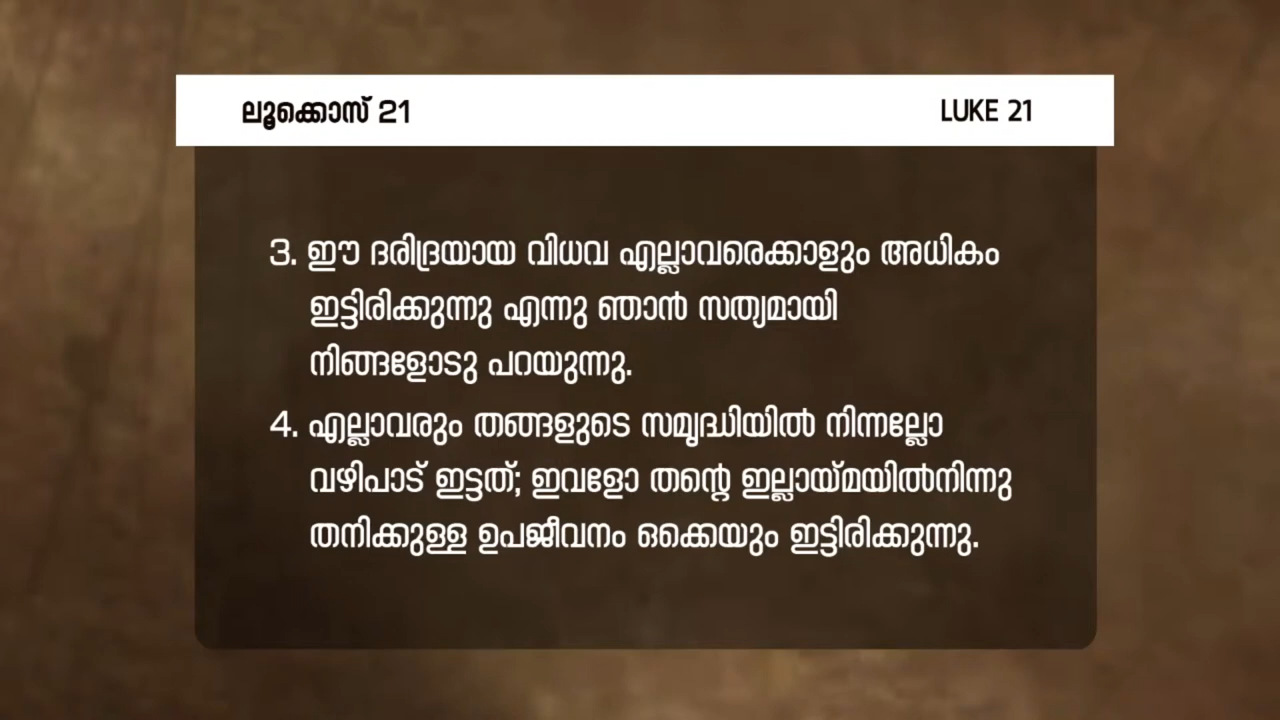 ലൂക്കൊസ് 21
LUKE 21
3. ഈ ദരിദ്രയായ വിധവ എല്ലാവരെക്കാളും അധികം
ഇട്ടിരിക്കുന്നു എന്നു ഞാൻ സത്യമായി
നിങ്ങളോടു പറയുന്നു.
4. എല്ലാവരും തങ്ങളുടെ സമൃദ്ധിയിൽ നിന്നല്ലോ
വഴിപാട് ഇട്ടത്; ഇവളോ തന്റെ ഇല്ലായ്മയിൽനിന്നു
തനിക്കുള്ള ഉപജീവനം ഒക്കെയും ഇട്ടിരിക്കുന്നു.